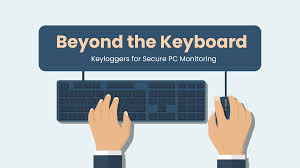 Beyond the Keyboard
Keyloggers for Secure PC Monitoring